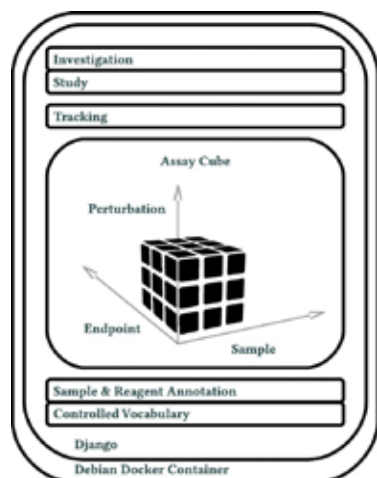 Investigation
Study
Tracking
Assay Cube
Perturbation
Endpoint
Sample
Sample & Reagent Annotation
Controlled Vocabulary
Django
Debian Docker Container